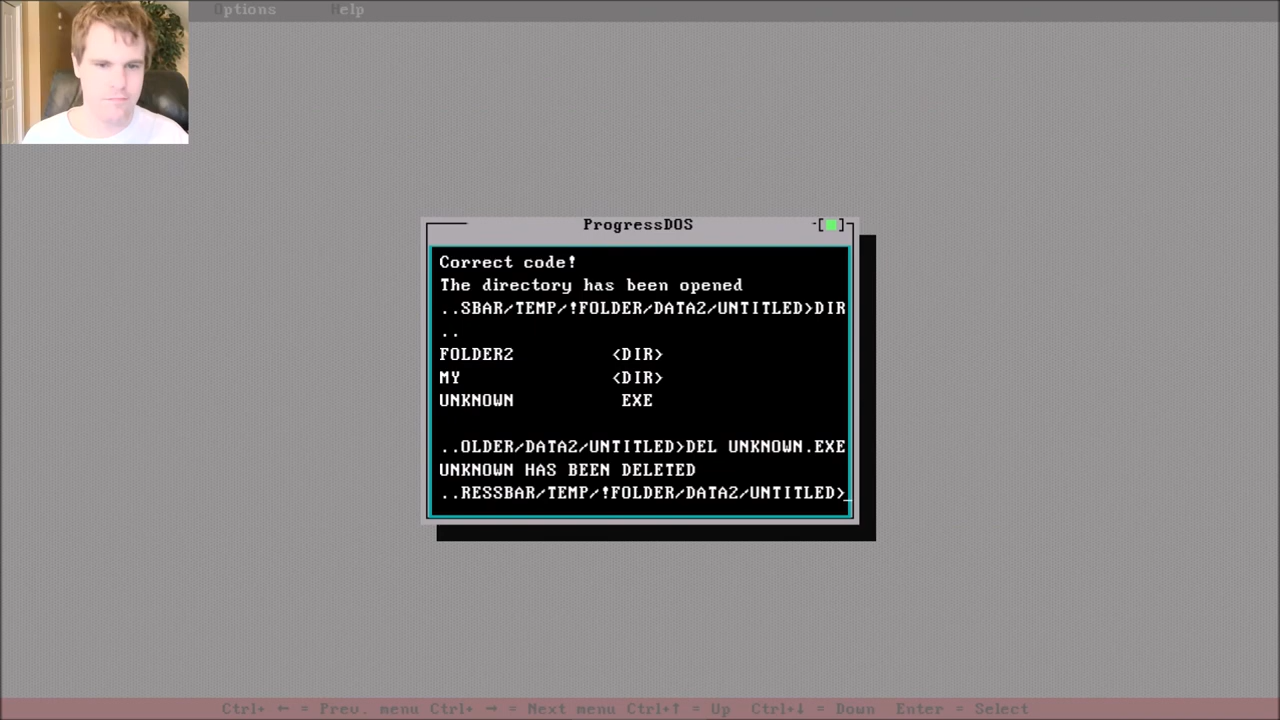 Options Help
ProgressDOS
Correct code!
The directory has been opened
..SBAR/TEMP/!FOLDER/DATA2/UNTITLED>DIR
..
FOLDER2 <DIR>
MY <DIR>
UNKNOWN EXE
..OLDER/DATA2/UNTITLED>DEL UNKNOWN.EXE
UNKNOWN HAS BEEN DELETED
..RESSBAR/TEMP/!FOLDER/DATA2/UNTITLED>_
Ctrl+ ← = Prev. menu Ctrl+ → = Next menu Ctrl+↑ = Up Ctrl+↓ = Down Enter = Select